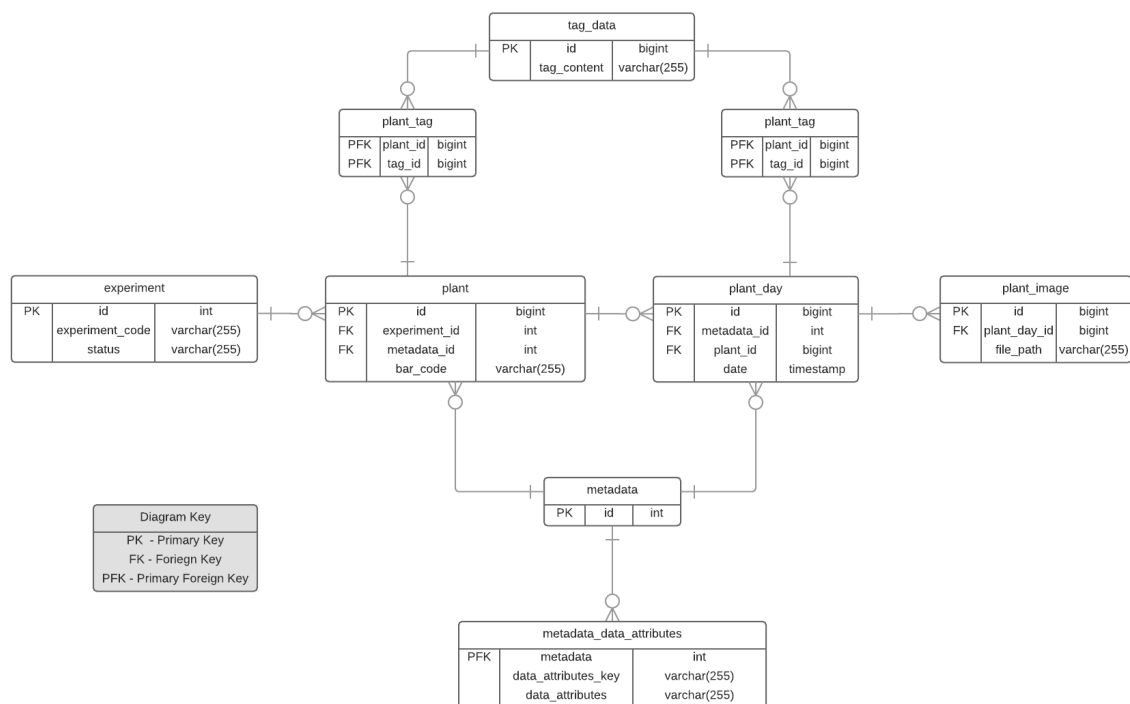 tag_data
PK id bigint
tag_content varchar(255)
plant_tag
PFK plant_id bigint
PFK tag_id bigint
plant_tag
PFK plant_id bigint
PFK tag_id bigint
experiment
PK id int
experiment_code varchar(255)
status varchar(255)
plant
PK id bigint
FK experiment_id int
FK metadata_id int
bar_code varchar(255)
plant_day
PK id bigint
FK metadata_id int
FK plant_id bigint
date timestamp
plant_image
PK id bigint
FK plant_day_id bigint
file_path varchar(255)
metadata
PK id int
Diagram Key
PK - Primary Key
FK - Foriegn Key
PFK - Primary Foreign Key
metadata_data_attributes
PFK metadata int
data_attributes_key varchar(255)
data_attributes varchar(255)